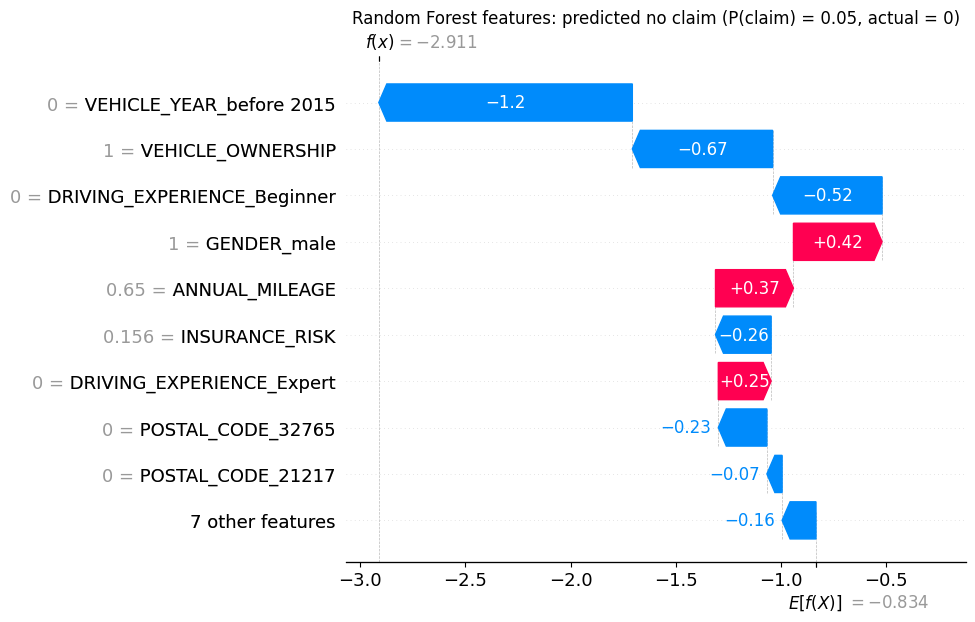 Random Forest features: predicted no claim (P(claim) = 0.05, actual = 0)
f(x) = −2.911
0 = VEHICLE_YEAR_before 2015 −1.2
1 = VEHICLE_OWNERSHIP −0.67
0 = DRIVING_EXPERIENCE_Beginner −0.52
1 = GENDER_male +0.42
0.65 = ANNUAL_MILEAGE +0.37
0.156 = INSURANCE_RISK −0.26
0 = DRIVING_EXPERIENCE_Expert +0.25
0 = POSTAL_CODE_32765 −0.23
0 = POSTAL_CODE_21217 −0.07
7 other features −0.16
−3.0 −2.5 −2.0 −1.5 −1.0 −0.5
E[f(X)] = −0.834